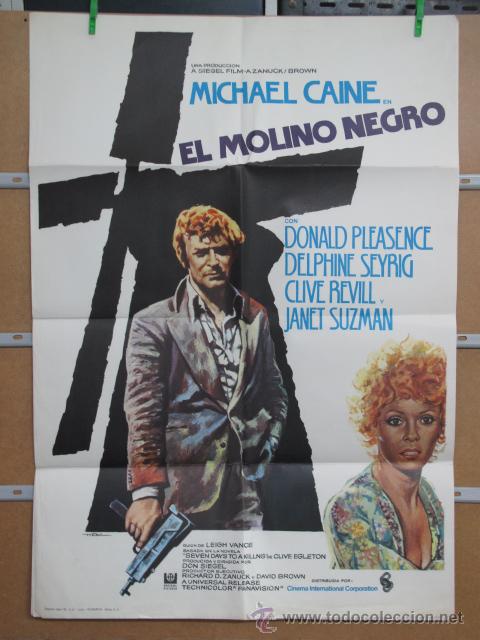 UNA PRODUCCION
A SIEGEL FILM-A ZANUCK/BROWN
MICHAEL CAINE EN
EL MOLINO NEGRO
CON
DONALD PLEASENCE
DELPHINE SEYRIG
CLIVE REVILL Y
JANET SUZMAN
GUION DE LEIGH VANCE
BASADA EN LA NOVELA
"SEVEN DAYS TO A KILLING" DE CLIVE EGLETON
PRODUCIDA Y DIRIGIDA POR
DON SIEGEL
PRODUCTOR EJECUTIVO
RICHARD D. ZANUCK Y DAVID BROWN
A UNIVERSAL RELEASE
TECHNICOLOR® PANAVISION®
DISTRIBUIDA POR:
Cinema International Corporation
todocoleccion.net